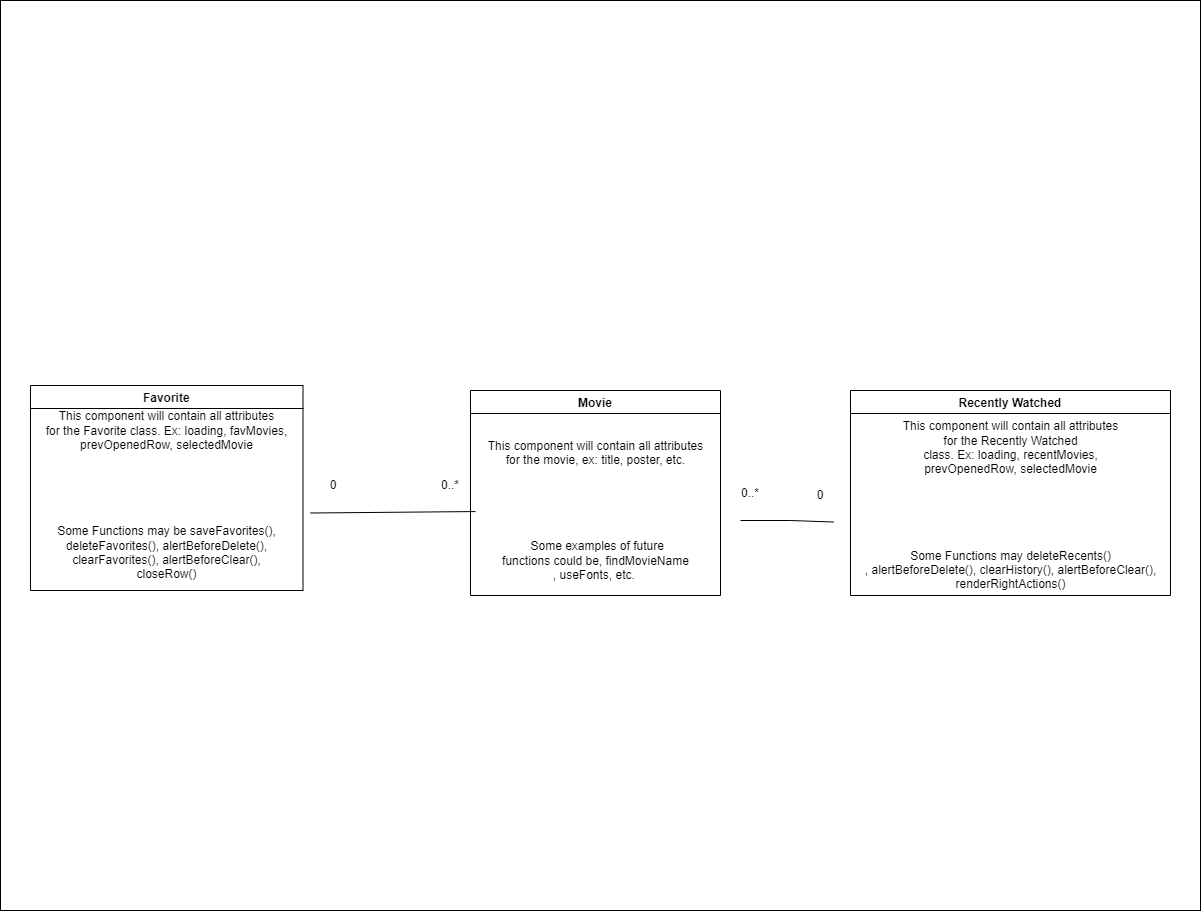 Favorite
This component will contain all attributes
for the Favorite class. Ex: loading, favMovies,
prevOpenedRow, selectedMovie
Some Functions may be saveFavorites(),
deleteFavorites(), alertBeforeDelete(),
clearFavorites(), alertBeforeClear(),
closeRow()
0
0..*
Movie
This component will contain all attributes
for the movie, ex: title, poster, etc.
Some examples of future
functions could be, findMovieName
, useFonts, etc.
0..*
0
Recently Watched
This component will contain all attributes
for the Recently Watched
class. Ex: loading, recentMovies,
prevOpenedRow, selectedMovie
Some Functions may deleteRecents()
, alertBeforeDelete(), clearHistory(), alertBeforeClear(),
renderRightActions()